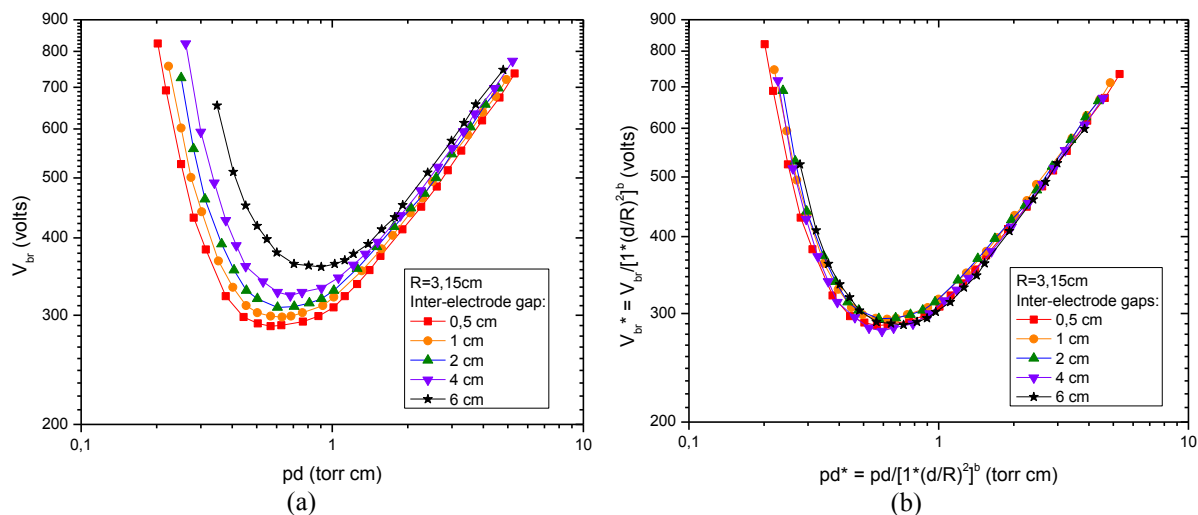 900
800
700
600
500
400
300
200
V_br (volts)
0,1
1
10
pd (torr cm)
R=3,15cm
Inter-electrode gap:
0,5 cm
1 cm
2 cm
4 cm
6 cm
(a)
900
800
700
600
500
400
300
200
V_br* = V_br/[1*(d/R)²]ᵇ (volts)
0,1
1
10
pd* = pd/[1*(d/R)²]ᵇ (torr cm)
R=3,15cm
Inter-electrode gaps:
0,5 cm
1 cm
2 cm
4 cm
6 cm
(b)